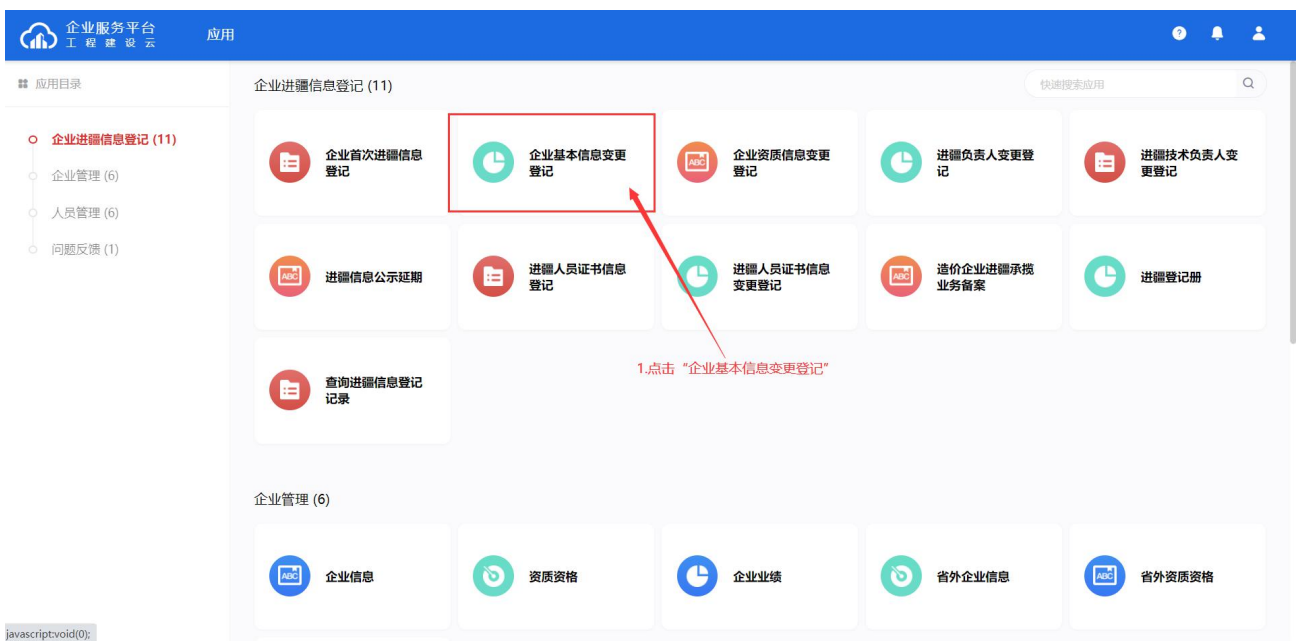 企业服务平台
工程建设云
应用
应用目录
企业进疆信息登记 (11)
企业管理 (6)
人员管理 (6)
问题反馈 (1)
企业进疆信息登记 (11)
快速搜索应用
企业首次进疆信息
登记
企业基本信息变更
登记
ABC
企业资质信息变更
登记
进疆负责人变更登
记
进疆技术负责人变
更登记
ABC
进疆信息公示延期
进疆人员证书信息
登记
进疆人员证书信息
变更登记
ABC
造价企业进疆承揽
业务备案
进疆登记册
1.点击“企业基本信息变更登记”
查询进疆信息登记
记录
企业管理 (6)
ABC
企业信息
资质资格
企业业绩
省外企业信息
ABC
省外资质资格
javascript:void(0);